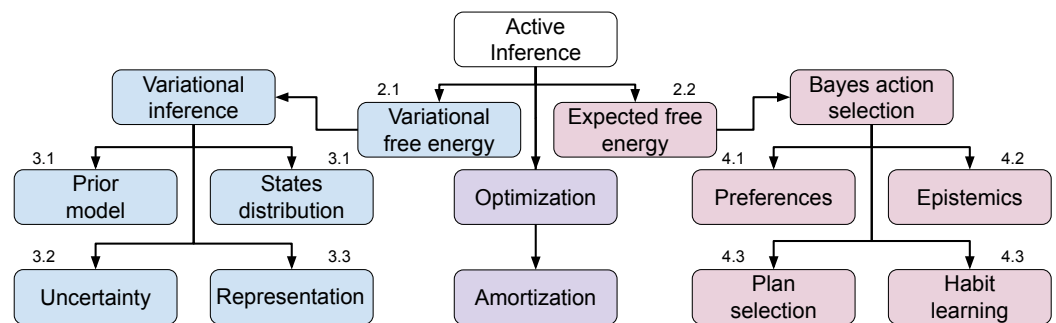 Active
Inference
Variational
inference
2.1
Variational
free energy
2.2
Expected free
energy
Bayes action
selection
3.1
Prior
model
3.1
States
distribution
Optimization
4.1
Preferences
4.2
Epistemics
3.2
Uncertainty
3.3
Representation
Amortization
4.3
Plan
selection
4.3
Habit
learning